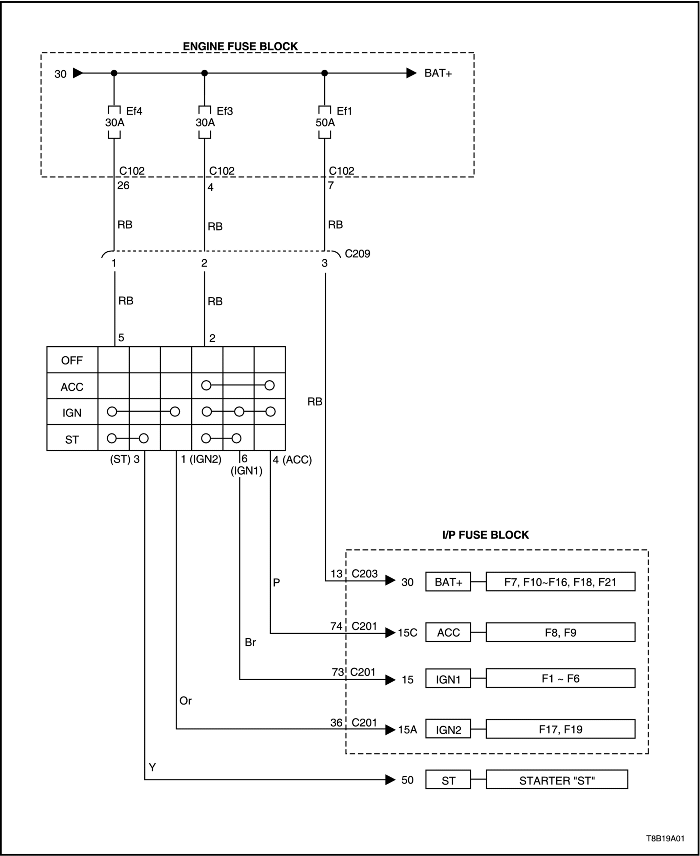 ENGINE FUSE BLOCK
30 BAT+
Ef4 Ef3 Ef1
30A 30A 50A
C102 C102 C102
26 4 7
RB RB RB
C209
1 2 3
RB RB
5 2
OFF
ACC
RB
IGN
ST
(ST) 3 1 (IGN2) 6 4 (ACC)
(IGN1)
I/P FUSE BLOCK
13 C203 30 BAT+ F7, F10~F16, F18, F21
P
74 C201 15C ACC F8, F9
Br
73 C201 15 IGN1 F1 ~ F6
Or
36 C201 15A IGN2 F17, F19
Y
50 ST STARTER "ST"
T8B19A01